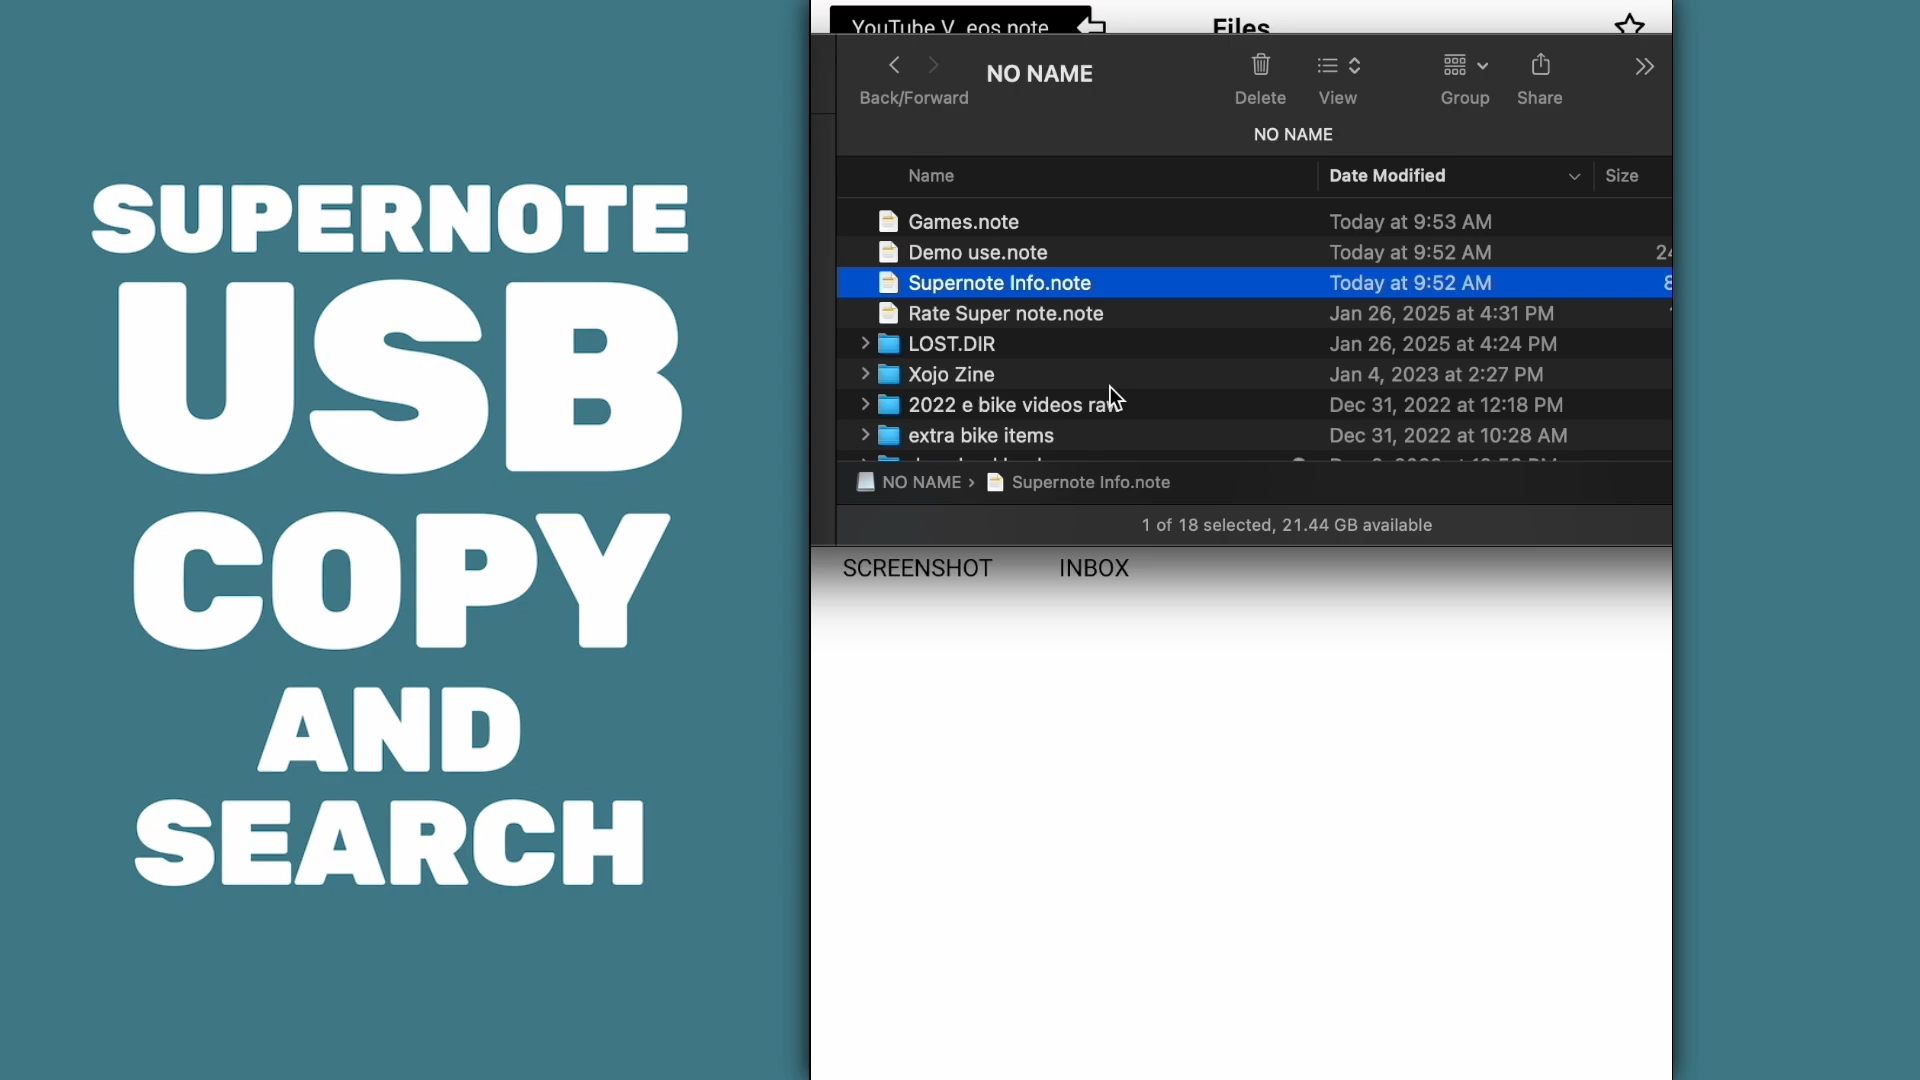 SUPERNOTE
USB
COPY
AND
SEARCH
YouTube V eos note
Files
NO NAME
Back/Forward
Delete
View
Group
Share
NO NAME
Name Date Modified Size
Games.note Today at 9:53 AM
Demo use.note Today at 9:52 AM
Supernote Info.note Today at 9:52 AM
Rate Super note.note Jan 26, 2025 at 4:31 PM
LOST.DIR Jan 26, 2025 at 4:24 PM
Xojo Zine Jan 4, 2023 at 2:27 PM
2022 e bike videos raw Dec 31, 2022 at 12:18 PM
extra bike items Dec 31, 2022 at 10:28 AM
NO NAME › Supernote Info.note
1 of 18 selected, 21.44 GB available
SCREENSHOT INBOX